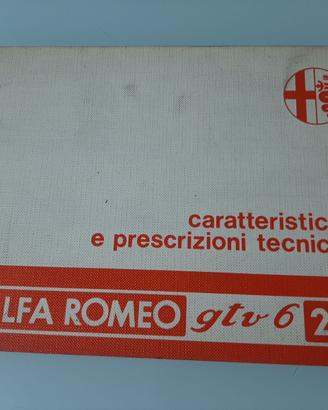 caratteristic
e prescrizioni tecnic
LFA ROMEO gtv 6 2